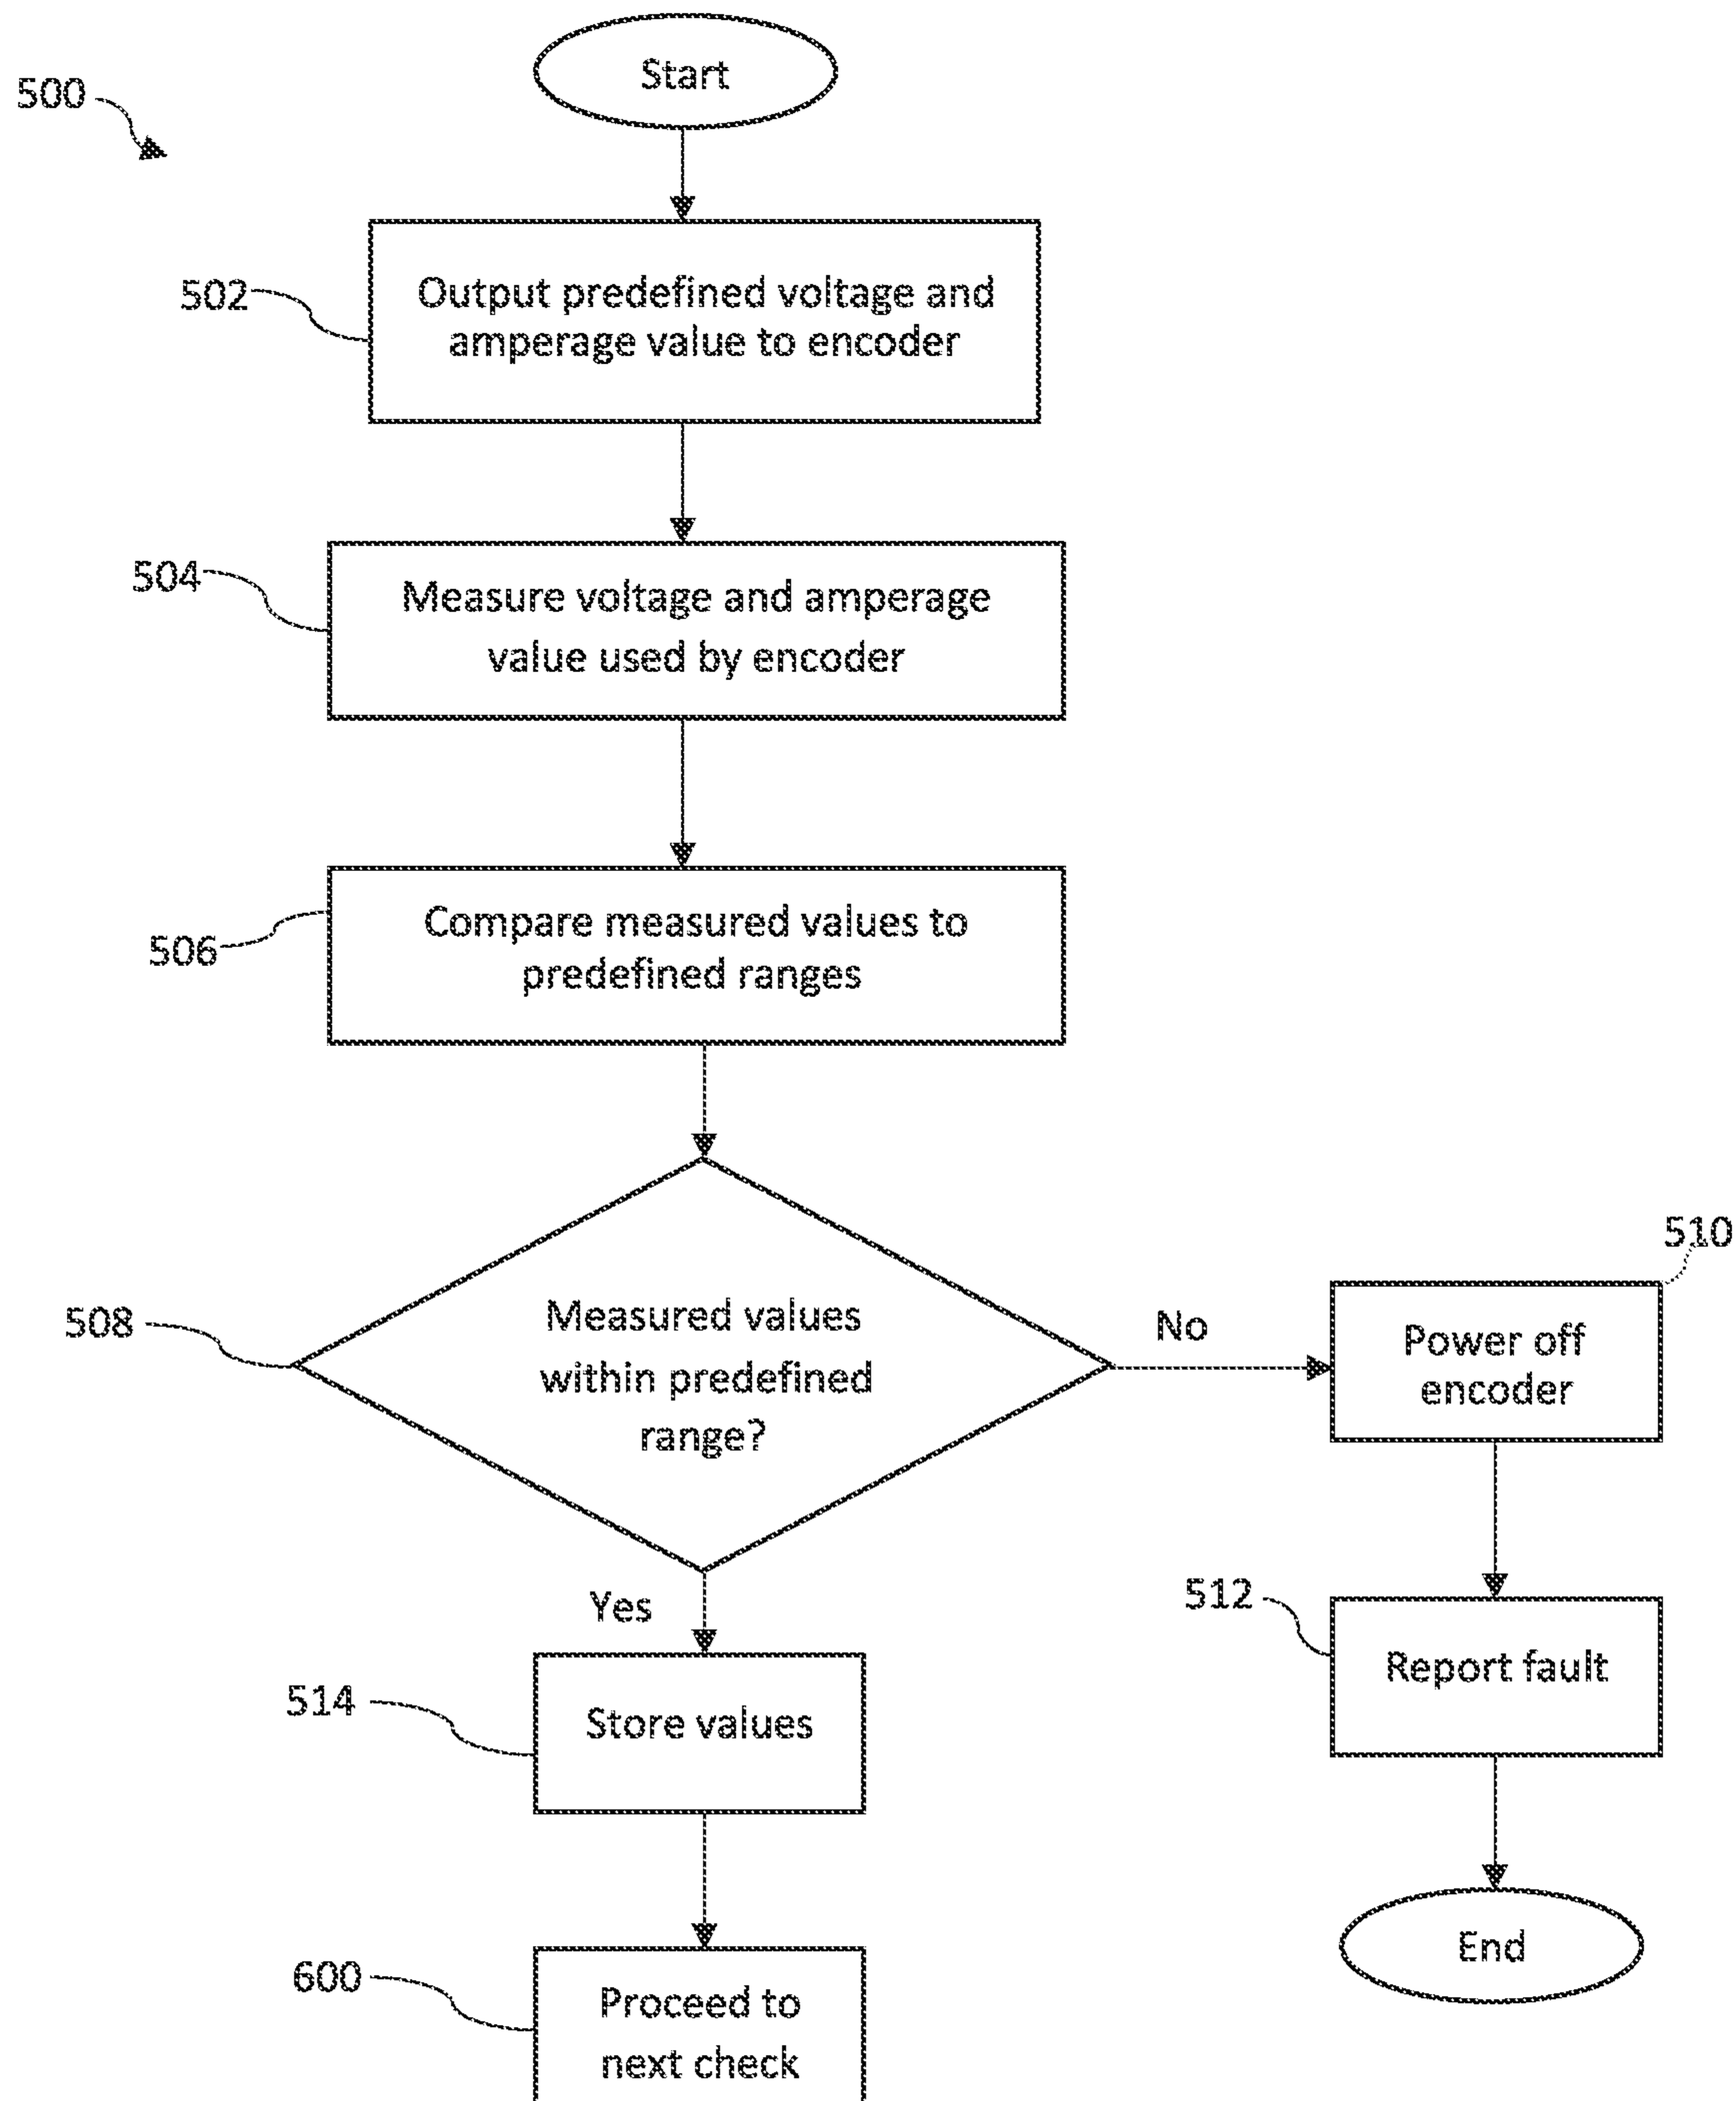 Start
500
502
Output predefined voltage and
amperage value to encoder
504
Measure voltage and amperage
value used by encoder
506
Compare measured values to
predefined ranges
508
Measured values
within predefined
range?
No
510
Power off
encoder
512
Report fault
End
Yes
514
Store values
600
Proceed to
next check